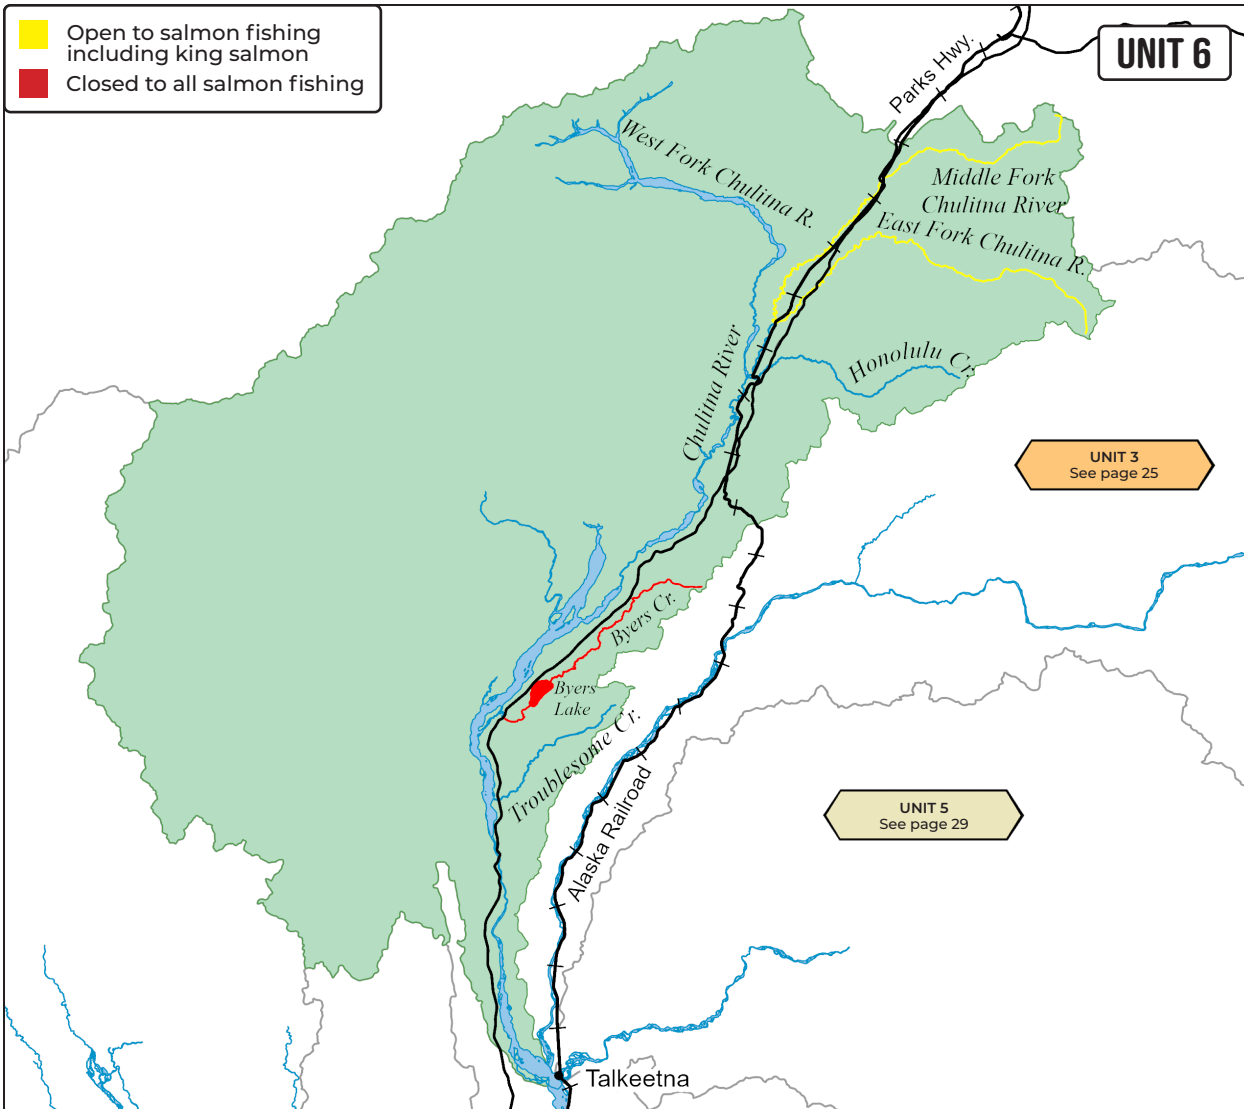 Open to salmon fishing
including king salmon
Closed to all salmon fishing
UNIT 6
Parks Hwy.
West Fork Chulitna R.
Middle Fork
Chulitna River
East Fork Chulitna R.
Chulitna River
Honolulu Cr.
UNIT 3
See page 25
Byers Cr.
Byers
Lake
Troublesome Cr.
Alaska Railroad
UNIT 5
See page 29
Talkeetna